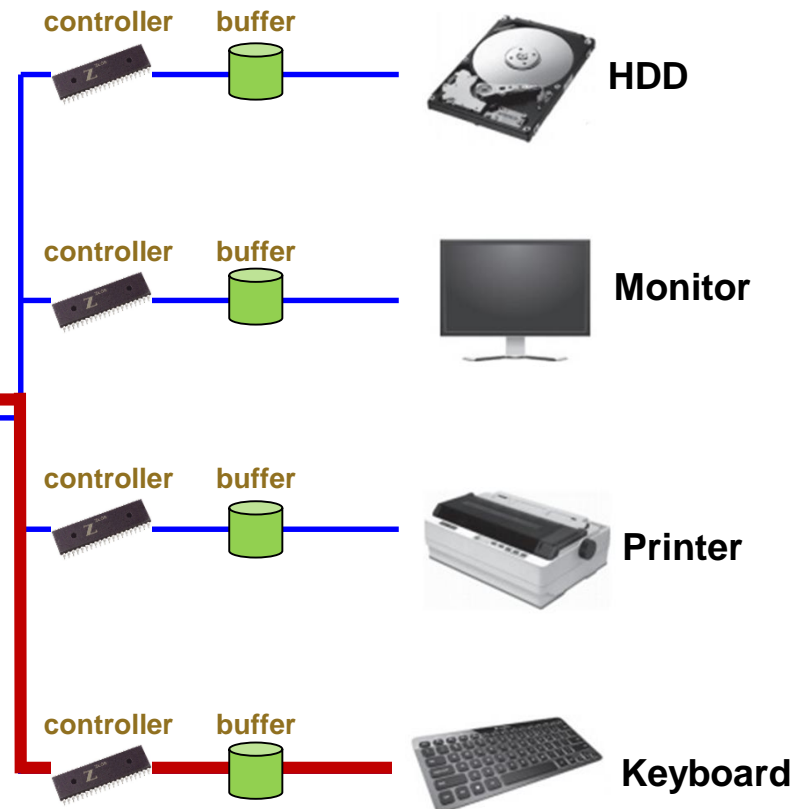 controller buffer
HDD
controller buffer
Monitor
controller buffer
Printer
controller buffer
Keyboard